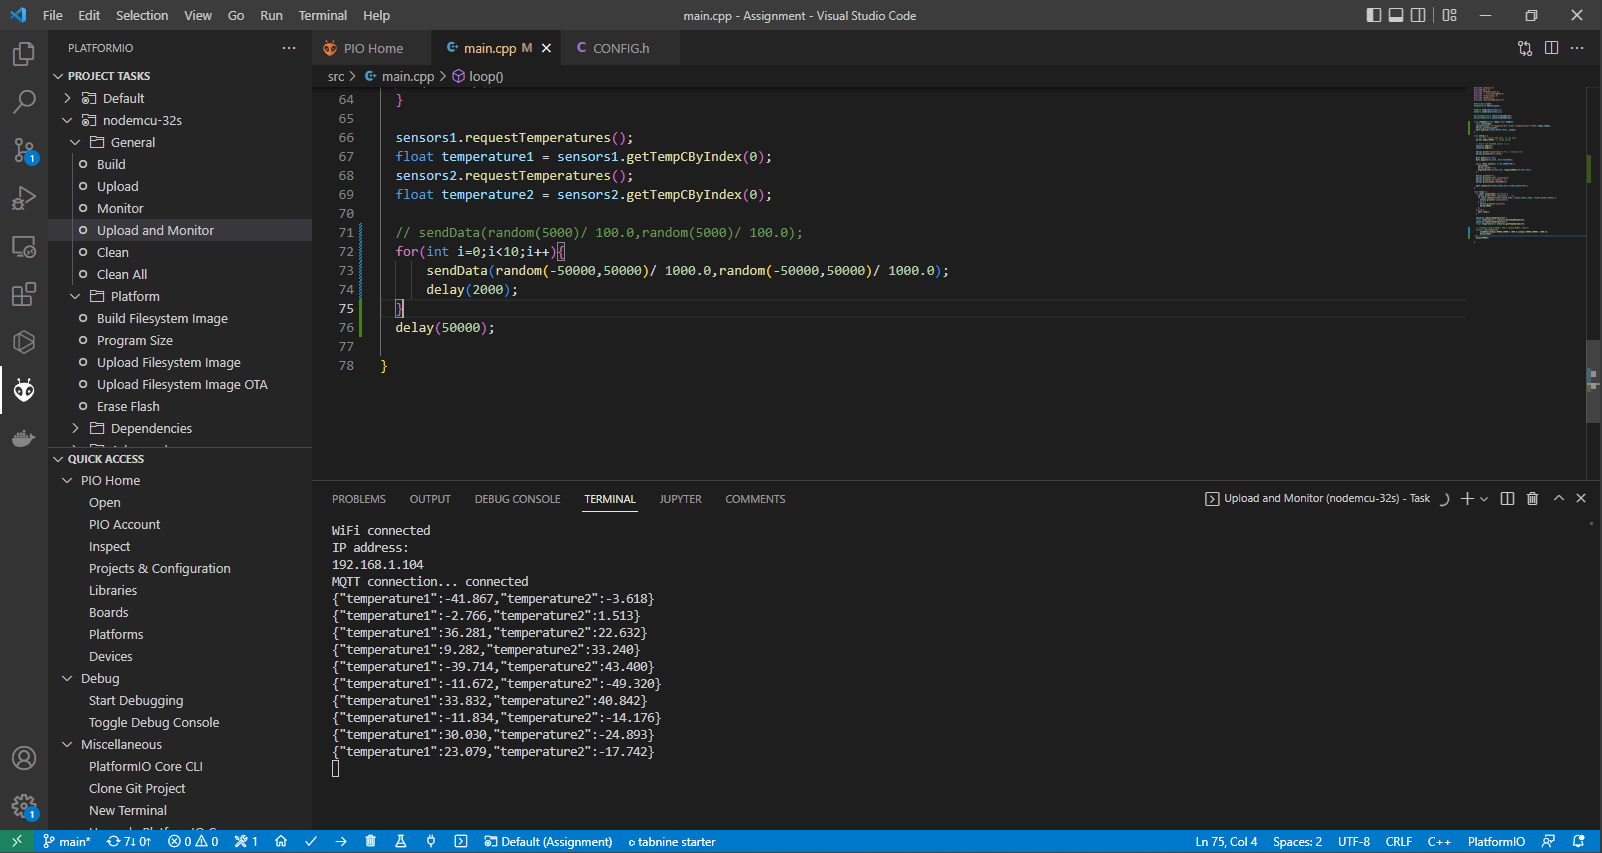 File Edit Selection View Go Run Terminal Help
main.cpp - Assignment - Visual Studio Code
PLATFORMIO
PROJECT TASKS
Default
nodemcu-32s
General
Build
Upload
Monitor
Upload and Monitor
Clean
Clean All
Platform
Build Filesystem Image
Program Size
Upload Filesystem Image
Upload Filesystem Image OTA
Erase Flash
Dependencies
QUICK ACCESS
PIO Home
Open
PIO Account
Inspect
Projects & Configuration
Libraries
Boards
Platforms
Devices
Debug
Start Debugging
Toggle Debug Console
Miscellaneous
PlatformIO Core CLI
Clone Git Project
New Terminal
1
1
PIO Home
main.cpp M
CONFIG.h
src > main.cpp > loop()
64 }
65
66 sensors1.requestTemperatures();
67 float temperature1 = sensors1.getTempCByIndex(0);
68 sensors2.requestTemperatures();
69 float temperature2 = sensors2.getTempCByIndex(0);
70
71 // sendData(random(5000)/ 100.0,random(5000)/ 100.0);
72 for(int i=0;i<10;i++){
73 sendData(random(-50000,50000)/ 1000.0,random(-50000,50000)/ 1000.0);
74 delay(2000);
75 }
76 delay(50000);
77
78 }
PROBLEMS OUTPUT DEBUG CONSOLE TERMINAL JUPYTER COMMENTS
Upload and Monitor (nodemcu-32s) - Task
WiFi connected
IP address:
192.168.1.104
MQTT connection... connected
{"temperature1":-41.867,"temperature2":-3.618}
{"temperature1":-2.766,"temperature2":1.513}
{"temperature1":36.281,"temperature2":22.632}
{"temperature1":9.282,"temperature2":33.240}
{"temperature1":-39.714,"temperature2":43.400}
{"temperature1":-11.672,"temperature2":-49.320}
{"temperature1":33.832,"temperature2":40.842}
{"temperature1":-11.834,"temperature2":-14.176}
{"temperature1":30.030,"temperature2":-24.893}
{"temperature1":23.079,"temperature2":-17.742}
main* 7↓ 0↑ 0 0 1 Default (Assignment) tabnine starter
Ln 75, Col 4 Spaces: 2 UTF-8 CRLF C++ PlatformIO